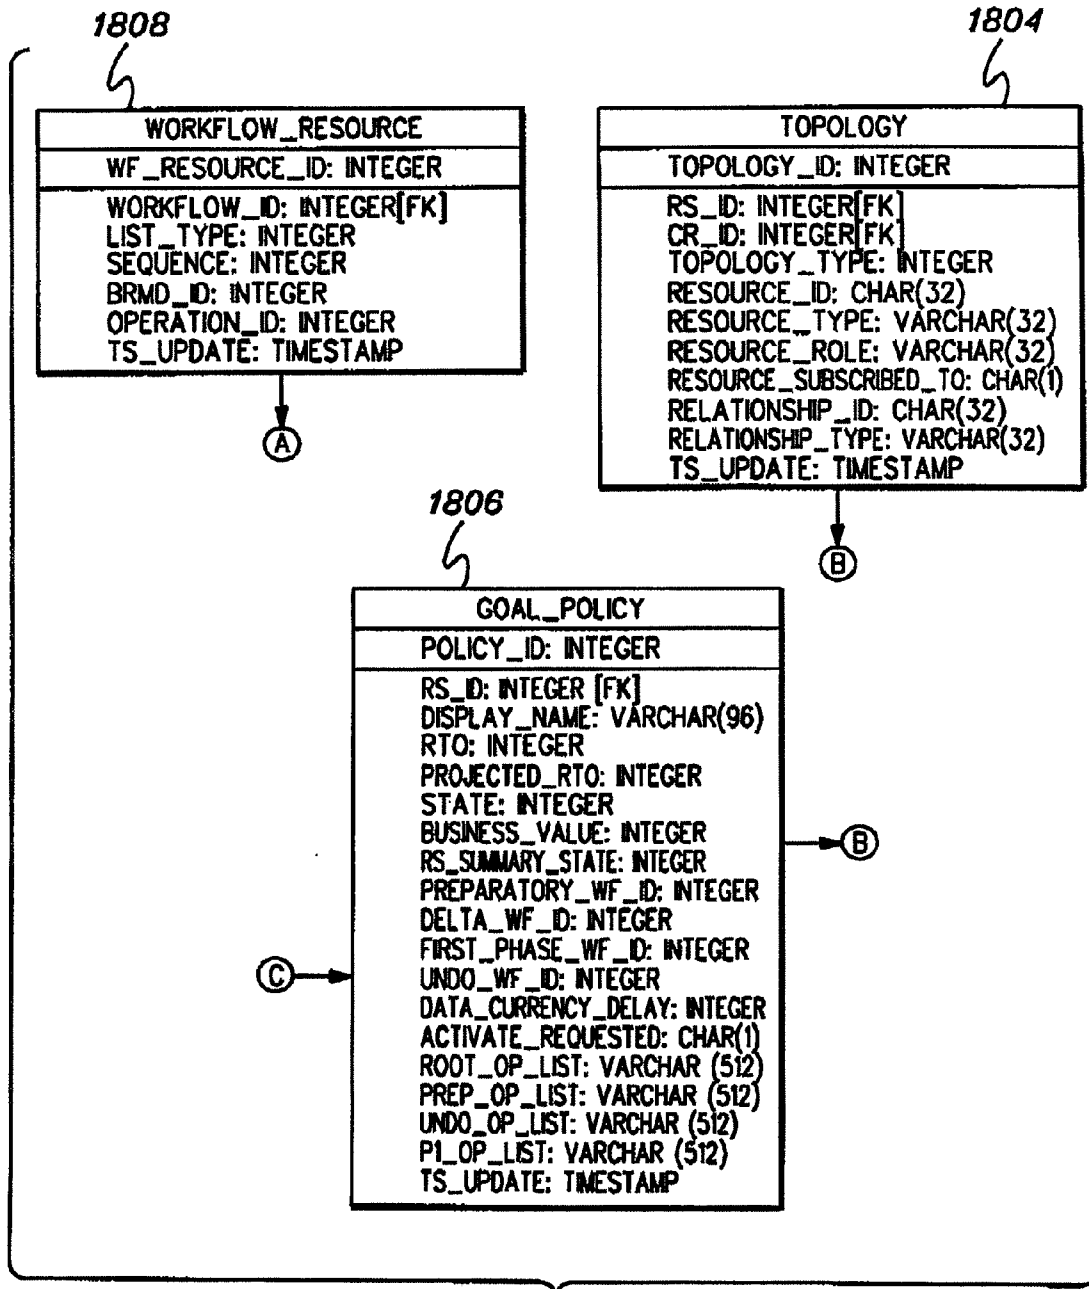 1808
WORKFLOW_RESOURCE
WF_RESOURCE_ID: INTEGER
WORKFLOW_ID: INTEGER[FK]
LIST_TYPE: INTEGER
SEQUENCE: INTEGER
BRMD_ID: INTEGER
OPERATION_ID: INTEGER
TS_UPDATE: TIMESTAMP
A
1804
TOPOLOGY
TOPOLOGY_ID: INTEGER
RS_ID: INTEGER[FK]
CR_ID: INTEGER[FK]
TOPOLOGY_TYPE: INTEGER
RESOURCE_ID: CHAR(32)
RESOURCE_TYPE: VARCHAR(32)
RESOURCE_ROLE: VARCHAR(32)
RESOURCE_SUBSCRIBED_TO: CHAR(1)
RELATIONSHIP_ID: CHAR(32)
RELATIONSHIP_TYPE: VARCHAR(32)
TS_UPDATE: TIMESTAMP
B
1806
GOAL_POLICY
POLICY_ID: INTEGER
RS_ID: INTEGER [FK]
DISPLAY_NAME: VARCHAR(96)
RTO: INTEGER
PROJECTED_RTO: INTEGER
STATE: INTEGER
BUSINESS_VALUE: INTEGER
RS_SUMMARY_STATE: INTEGER
PREPARATORY_WF_ID: INTEGER
DELTA_WF_ID: INTEGER
FIRST_PHASE_WF_ID: INTEGER
UNDO_WF_ID: INTEGER
DATA_CURRENCY_DELAY: INTEGER
ACTIVATE_REQUESTED: CHAR(1)
ROOT_OP_LIST: VARCHAR (512)
PREP_OP_LIST: VARCHAR (512)
UNDO_OP_LIST: VARCHAR (512)
P1_OP_LIST: VARCHAR (512)
TS_UPDATE: TIMESTAMP
B
C